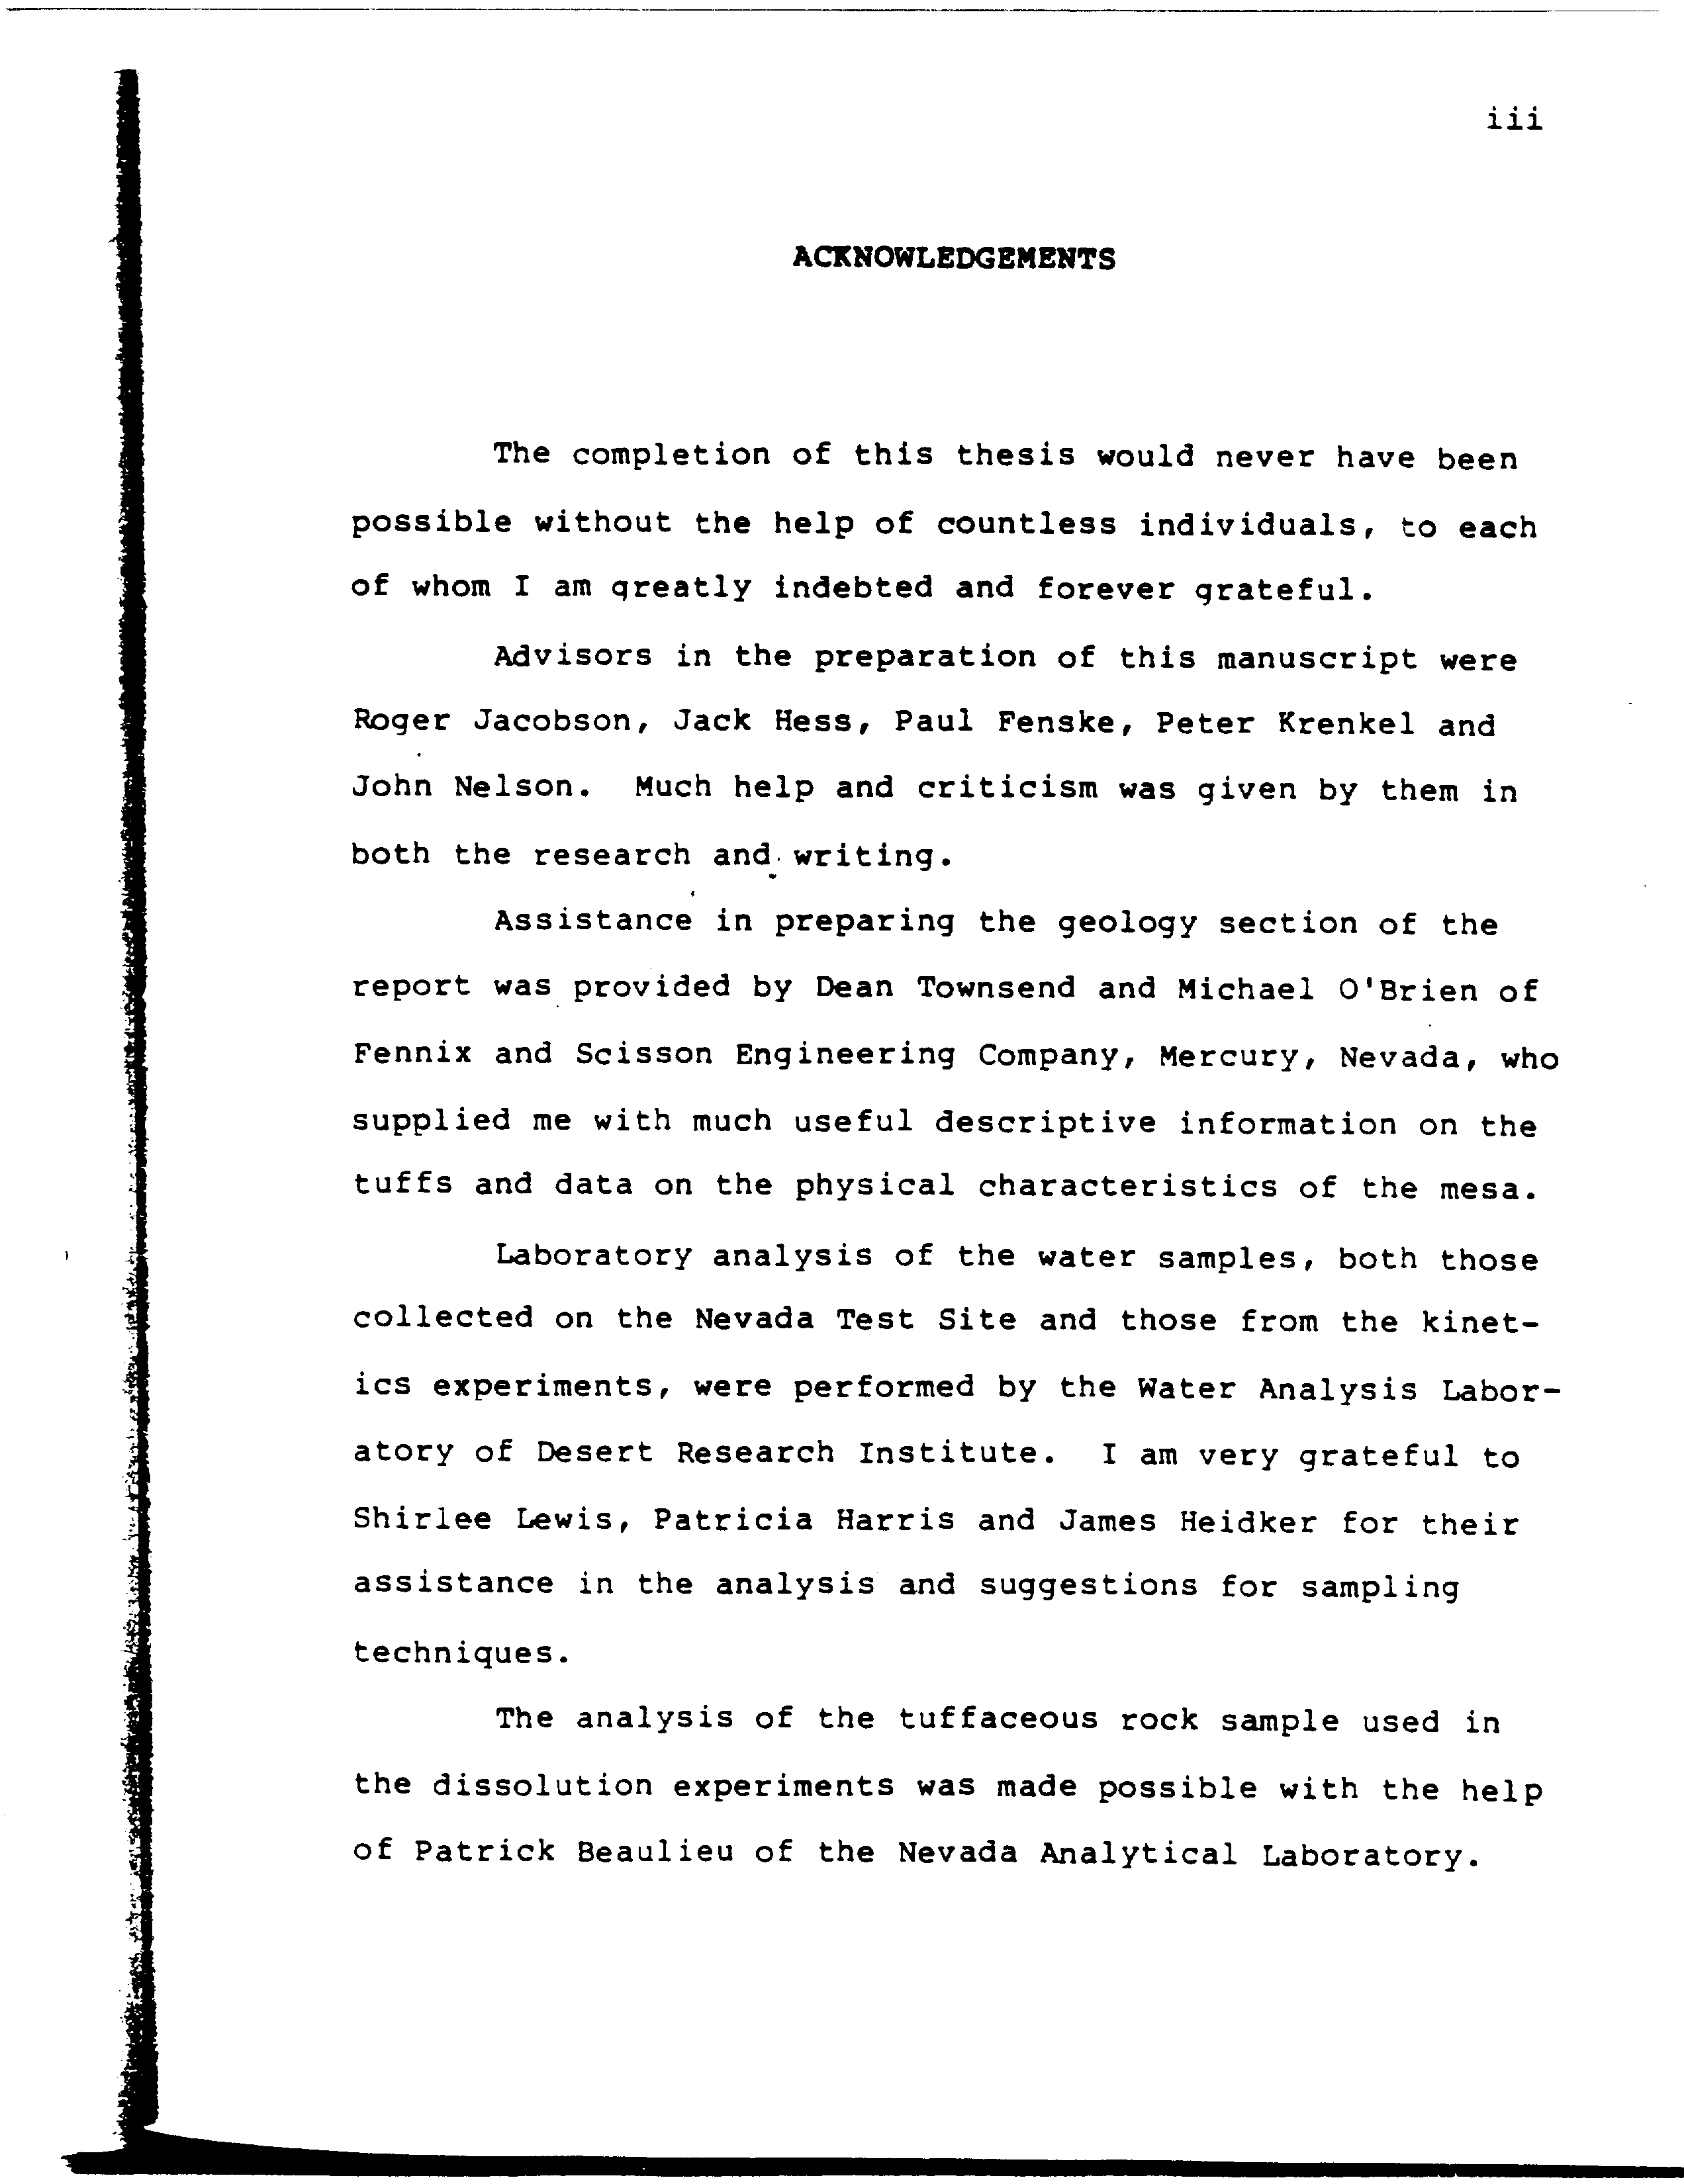 iii
ACKNOWLEDGEMENTS
The completion of this thesis would never have been
possible without the help of countless individuals, to each
of whom I am greatly indebted and forever grateful.
Advisors in the preparation of this manuscript were
Roger Jacobson, Jack Hess, Paul Fenske, Peter Krenkel and
John Nelson. Much help and criticism was given by them in
both the research and writing.
Assistance in preparing the geology section of the
report was provided by Dean Townsend and Michael O'Brien of
Fennix and Scisson Engineering Company, Mercury, Nevada, who
supplied me with much useful descriptive information on the
tuffs and data on the physical characteristics of the mesa.
Laboratory analysis of the water samples, both those
collected on the Nevada Test Site and those from the kinet-
ics experiments, were performed by the Water Analysis Labor-
atory of Desert Research Institute. I am very grateful to
Shirlee Lewis, Patricia Harris and James Heidker for their
assistance in the analysis and suggestions for sampling
techniques.
The analysis of the tuffaceous rock sample used in
the dissolution experiments was made possible with the help
of Patrick Beaulieu of the Nevada Analytical Laboratory.